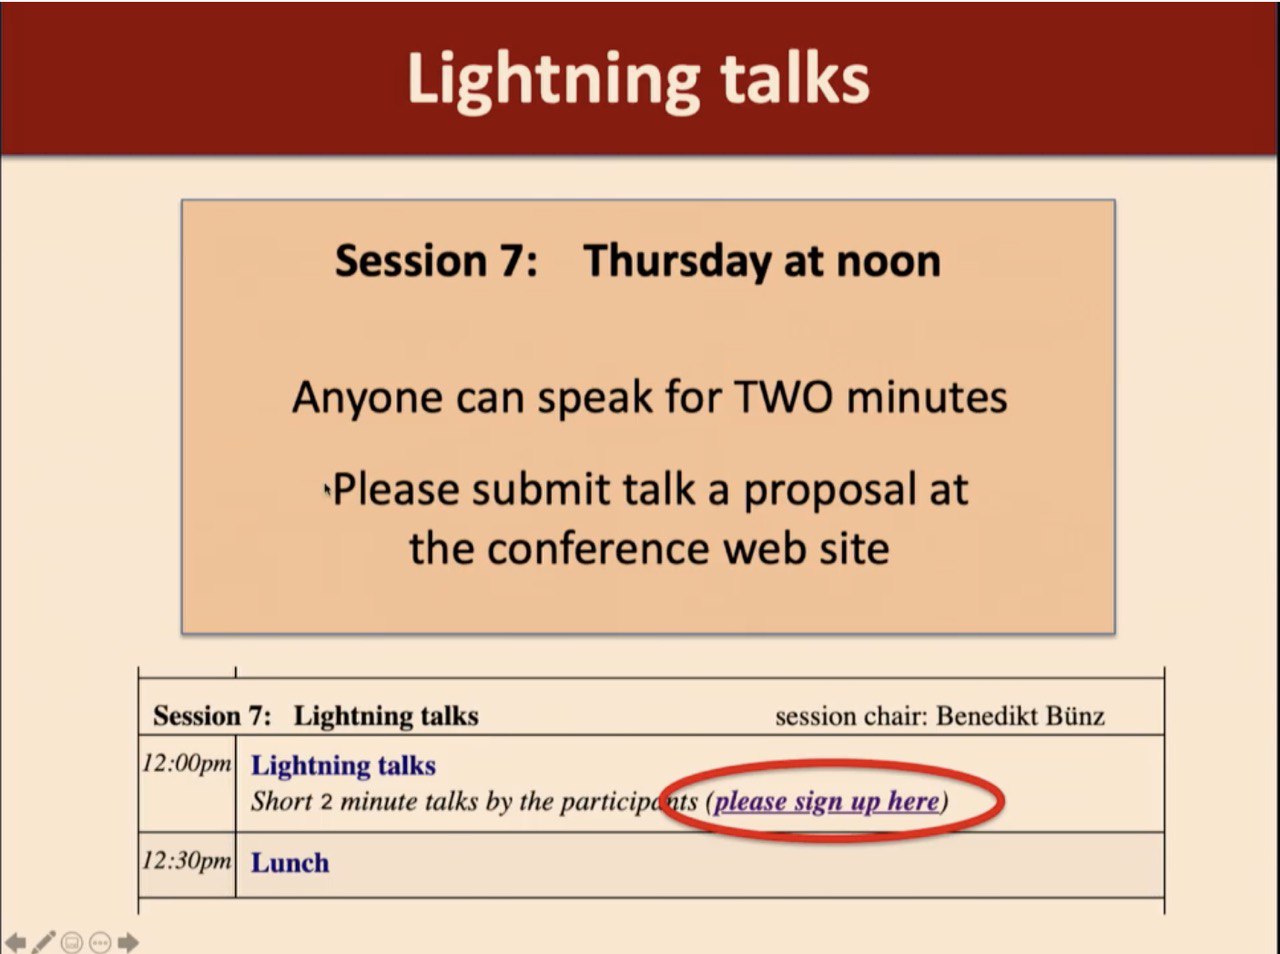 Lightning talks
Session 7: Thursday at noon
Anyone can speak for TWO minutes
Please submit talk a proposal at
the conference web site
Session 7: Lightning talks session chair: Benedikt Bünz
12:00pm Lightning talks
Short 2 minute talks by the participants (please sign up here)
12:30pm Lunch